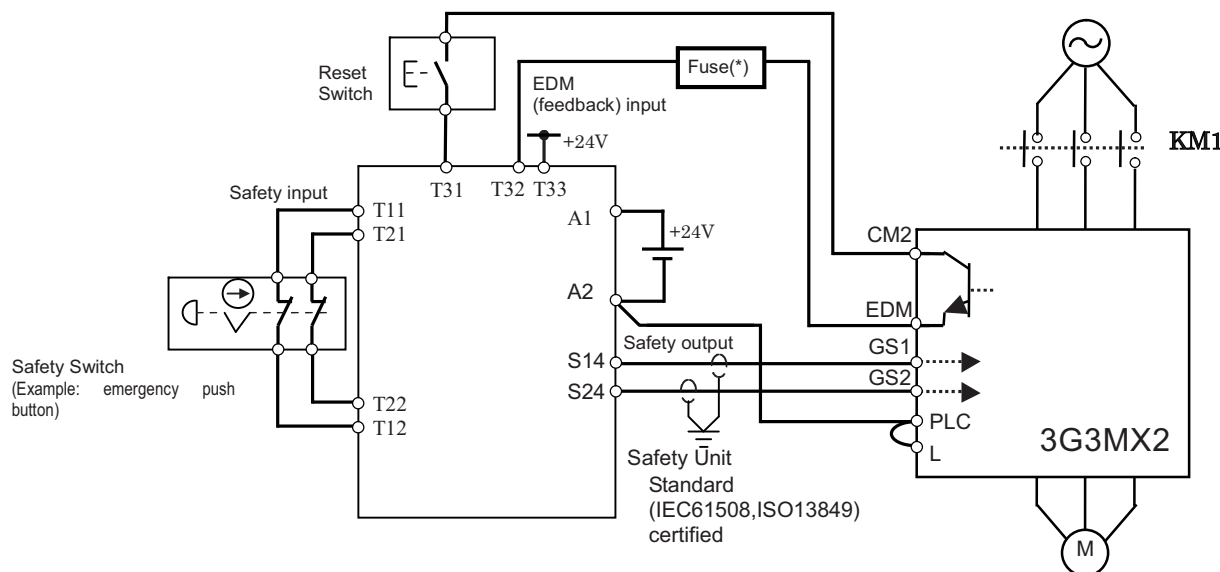 Reset
Switch
EDM
(feedback) input
Fuse(*)
+24V
KM1
T31
T32
T33
Safety input
T11
T21
A1
+24V
CM2
A2
EDM
Safety output
GS1
S14
GS2
S24
Safety Switch
(Example: emergency push
button)
T22
T12
PLC
L
3G3MX2
Safety Unit
Standard
(IEC61508,ISO13849)
certified
M